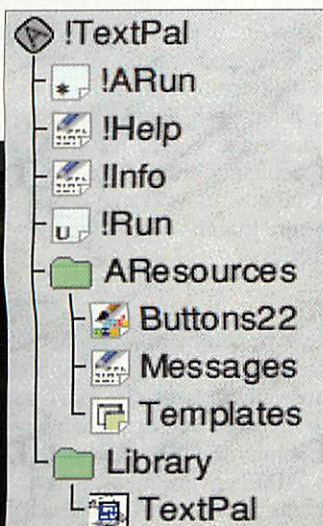 !TextPal
!ARun
!Help
!Info
!Run
AResources
Buttons22
Messages
Templates
Library
TextPal